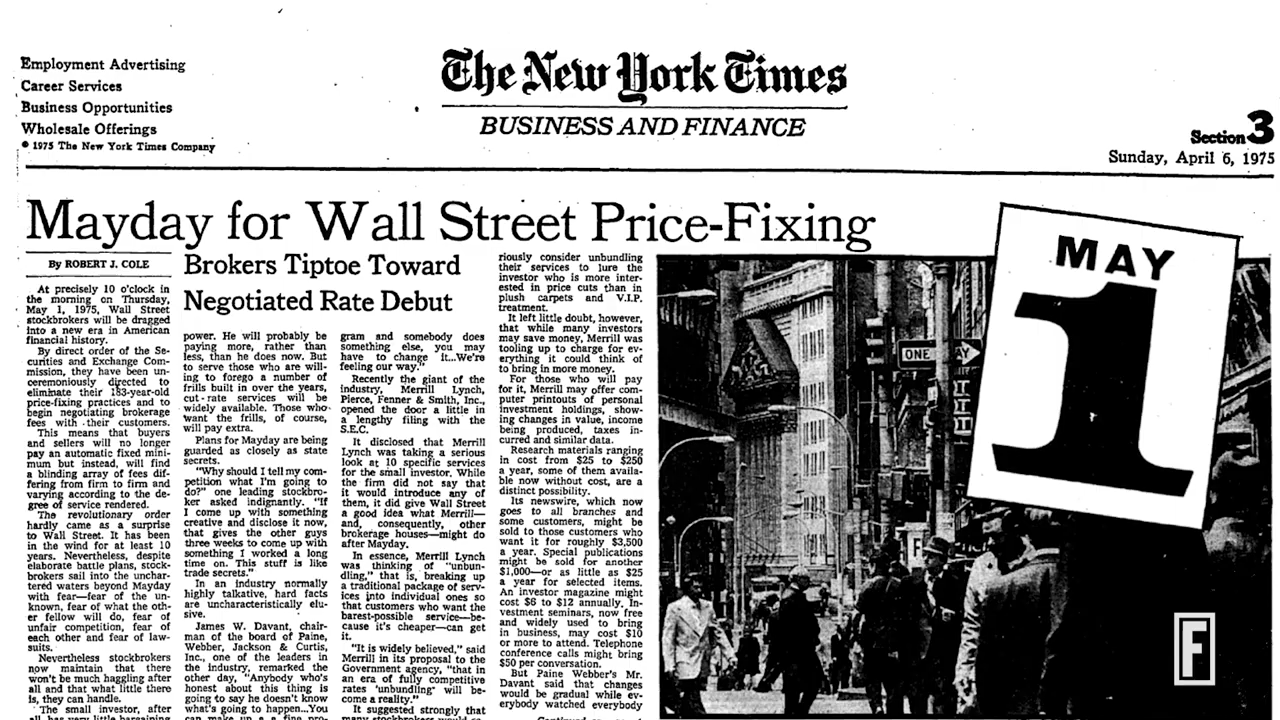 Employment Advertising
Career Services
Business Opportunities
Wholesale Offerings
© 1975 The New York Times Company
The New York Times
BUSINESS AND FINANCE
Section 3
Sunday, April 6, 1975
Mayday for Wall Street Price-Fixing
By ROBERT J. COLE
At precisely 10 o'clock in
the morning on Thursday,
May 1, 1975, Wall Street
stockbrokers will be dragged
into a new era in American
financial history.
By direct order of the Se-
curities and Exchange Com-
mission, they have been un-
ceremoniously directed to
eliminate their 183-year-old
price-fixing practices and to
begin negotiating brokerage
fees with their customers.
This means that buyers
and sellers will no longer
pay an automatic fixed mini-
mum but instead, will find
a blinding array of fees dif-
fering from firm to firm and
varying according to the de-
gree of service rendered.
The revolutionary order
hardly came as a surprise
to Wall Street. It has been
in the wind for at least 10
years. Nevertheless, despite
elaborate battle plans, stock-
brokers sail into the unchar-
tered waters beyond Mayday
with fear—fear of the un-
known, fear of what the oth-
er fellow will do, fear of
unfair competition, fear of
each other and fear of law-
suits.
Nevertheless stockbrokers
now maintain that there
won't be much haggling after
all and that what little there
is, they can handle.
The small investor, after
all, has very little bargaining
Brokers Tiptoe Toward
Negotiated Rate Debut
power. He will probably be
paying more, rather than
less, than he does now. But
to serve those who are will-
ing to forego a number of
frills built in over the years,
cut-rate services will be
widely available. Those who
want the frills, of course,
will pay extra.
Plans for Mayday are being
guarded as closely as state
secrets.
"Why should I tell my com-
petition what I'm going to
do?" one leading stockbro-
ker asked indignantly. "If
I come up with something
creative and disclose it now,
that gives the other guys
three weeks to come up with
something I worked a long
time on. This stuff is like
trade secrets."
In an industry normally
highly talkative, hard facts
are uncharacteristically elu-
sive.
James W. Davant, chair-
man of the board of Paine,
Webber, Jackson & Curtis,
Inc., one of the leaders in
the industry, remarked the
other day, "Anybody who's
honest about this thing is
going to say he doesn't know
what's going to happen...You
can make up a a fine pro-
gram and somebody does
something else, you may
have to change it...We're
feeling our way."
Recently the giant of the
industry, Merrill Lynch,
Pierce, Fenner & Smith, Inc.,
opened the door a little in
a lengthy filing with the
S.E.C.
It disclosed that Merrill
Lynch was taking a serious
look at 10 specific services
for the small investor. While
the firm did not say that
it would introduce any of
them, it did give Wall Street
a good idea what Merrill—
and, consequently, other
brokerage houses—might do
after Mayday.
In essence, Merrill Lynch
was thinking of "unbun-
dling," that is, breaking up
a traditional package of serv-
ices into individual ones so
that customers who want the
barest-possible service—be-
cause it's cheaper—can get
it.
"It is widely believed," said
Merrill in its proposal to the
Government agency, "that in
an era of fully competitive
rates 'unbundling' will be-
come a reality."
It suggested strongly that
many stockbrokers would se-
riously consider unbundling
their services to lure the
investor who is more inter-
ested in price cuts than in
plush carpets and V.I.P.
treatment.
It left little doubt, however,
that while many investors
may save money, Merrill was
tooling up to charge for ev-
erything it could think of
to bring in more money.
For those who will pay
for it, Merrill may offer com-
puter printouts of personal
investment holdings, show-
ing changes in value, income
being produced, taxes in-
curred and similar data.
Research materials ranging
in cost from $25 to $250
a year, some of them availa-
ble now without cost, are a
distinct possibility.
Its newswire, which now
goes to all branches and
some customers, might be
sold to those customers who
want it for roughly $3,500
a year. Special publications
might be sold for another
$1,000—or as little as $25
a year for selected items.
An investor magazine might
cost $6 to $12 annually. In-
vestment seminars, now free
and widely used to bring
in business, may cost $10
or more to attend. Telephone
conference calls might bring
$50 per conversation.
But Paine Webber's Mr.
Davant said that changes
would be gradual while ev-
erybody watched everybody
MAY
1
ONE WAY
F